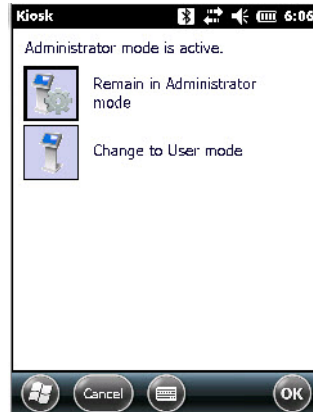 Kiosk 6:06
Administrator mode is active.
Remain in Administrator
mode
Change to User mode
Cancel OK